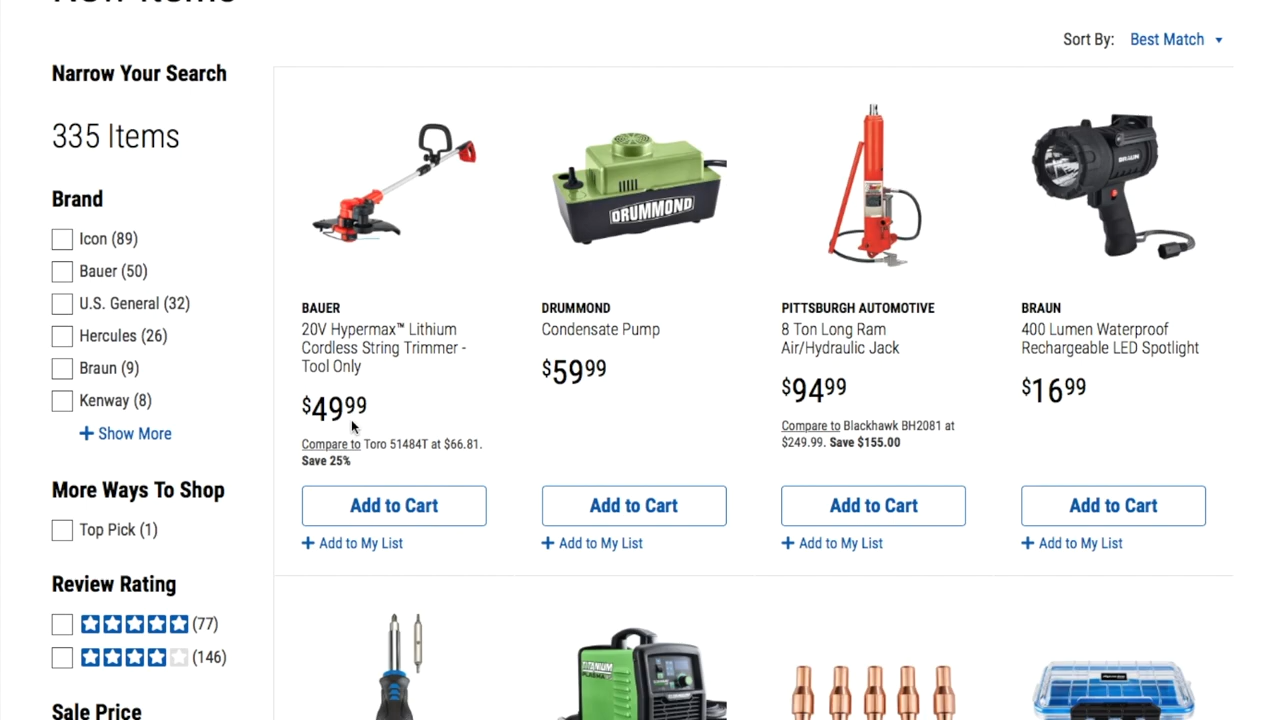 New Items
Sort By: Best Match
Narrow Your Search
335 Items
Brand
Icon (89)
Bauer (50)
U.S. General (32)
Hercules (26)
Braun (9)
Kenway (8)
+ Show More
More Ways To Shop
Top Pick (1)
Review Rating
(77)
(146)
Sale Price
BAUER
20V Hypermax™ Lithium
Cordless String Trimmer -
Tool Only
$49.99
Compare to Toro 51484T at $66.81.
Save 25%
Add to Cart
+ Add to My List
DRUMMOND
DRUMMOND
Condensate Pump
$59.99
Add to Cart
+ Add to My List
PITTSBURGH AUTOMOTIVE
8 Ton Long Ram
Air/Hydraulic Jack
$94.99
Compare to Blackhawk BH2081 at
$249.99. Save $155.00
Add to Cart
+ Add to My List
BRAUN
BRAUN
400 Lumen Waterproof
Rechargeable LED Spotlight
$16.99
Add to Cart
+ Add to My List
TITANIUM